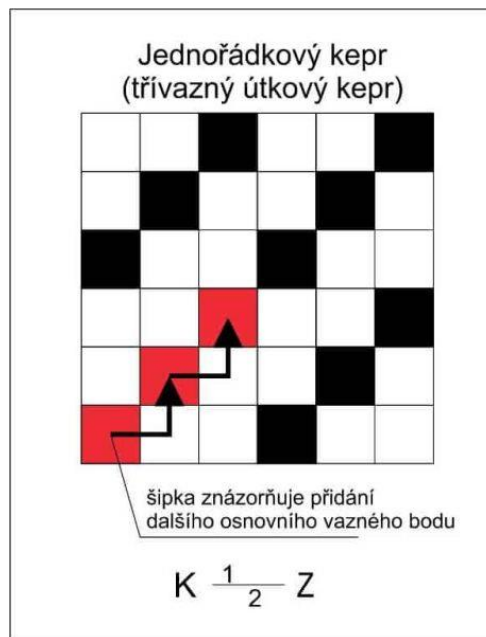 Jednořádkový kepr
(třívazný útkový kepr)
šipka znázorňuje přidání
dalšího osnovního vazného bodu
K 1/2 Z